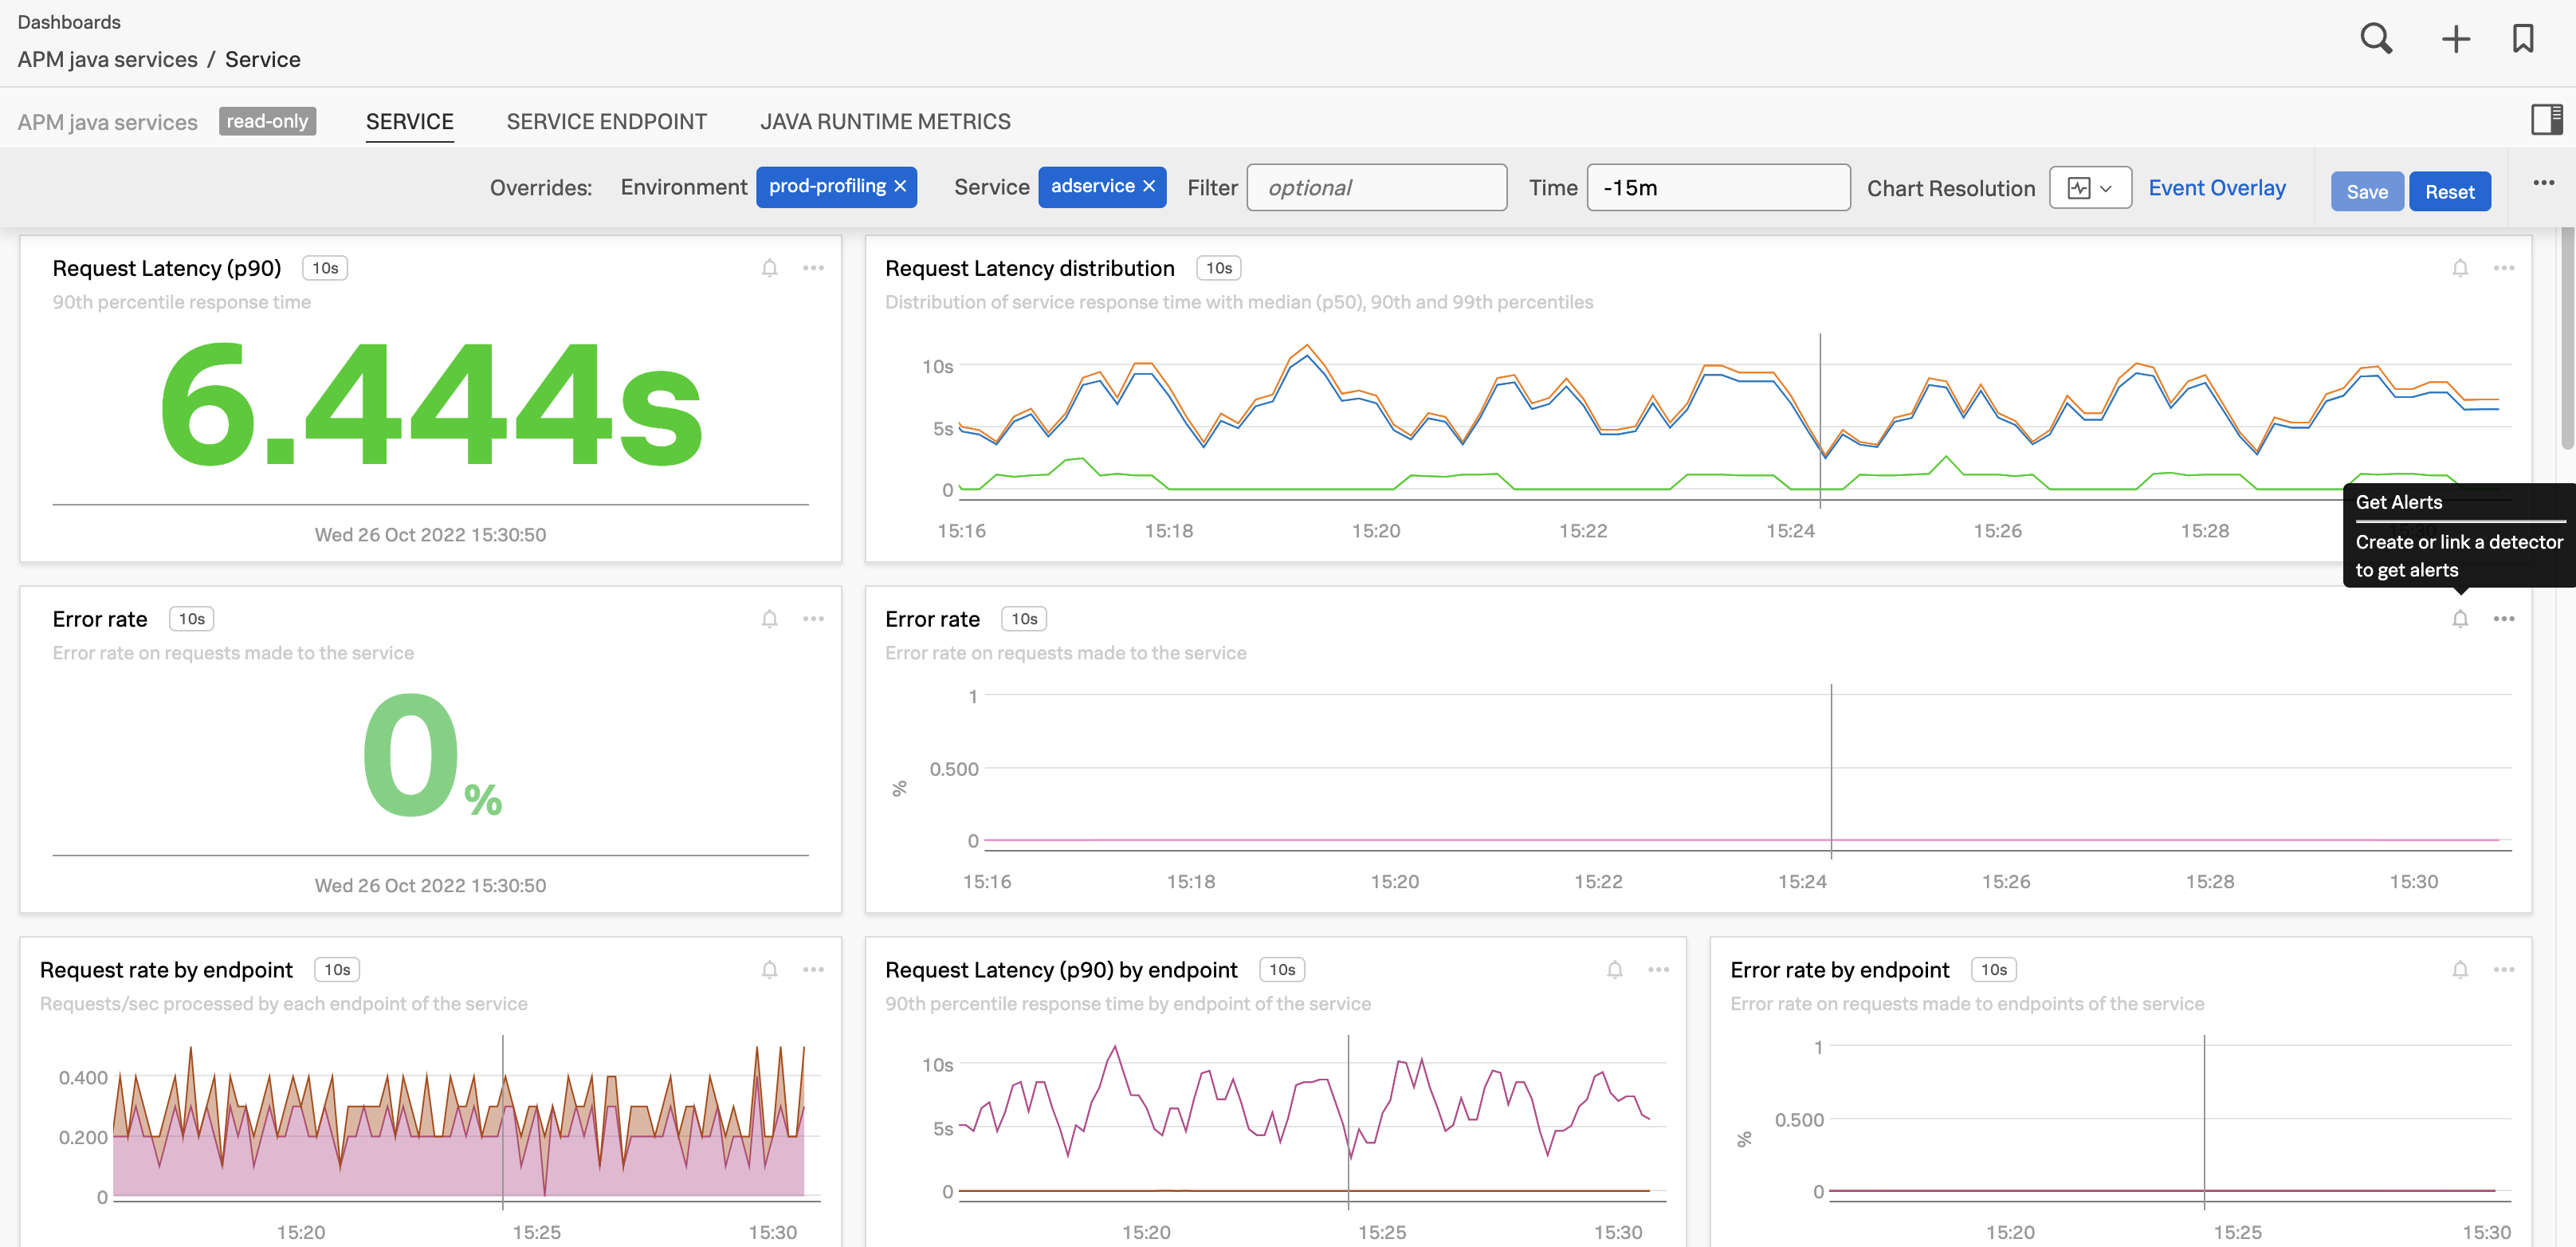 Dashboards
APM java services / Service
APM java services read-only SERVICE SERVICE ENDPOINT JAVA RUNTIME METRICS
Overrides: Environment prod-profiling × Service adservice × Filter optional Time -15m Chart Resolution Event Overlay Save Reset
Request Latency (p90) 10s
90th percentile response time
6.444s
Wed 26 Oct 2022 15:30:50
Request Latency distribution 10s
Distribution of service response time with median (p50), 90th and 99th percentiles
10s
5s
0
15:16 15:18 15:20 15:22 15:24 15:26 15:28
Get Alerts
Create or link a detector
to get alerts
Error rate 10s
Error rate on requests made to the service
0%
Wed 26 Oct 2022 15:30:50
Error rate 10s
Error rate on requests made to the service
1
0.500
0
%
15:16 15:18 15:20 15:22 15:24 15:26 15:28 15:30
Request rate by endpoint 10s
Requests/sec processed by each endpoint of the service
0.400
0.200
0
15:20 15:25 15:30
Request Latency (p90) by endpoint 10s
90th percentile response time by endpoint of the service
10s
5s
0
15:20 15:25 15:30
Error rate by endpoint 10s
Error rate on requests made to endpoints of the service
1
0.500
0
%
15:20 15:25 15:30